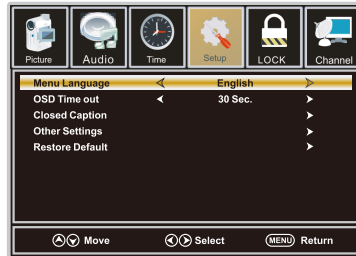 Picture Audio Time Setup LOCK Channel
Menu Language English
OSD Time out 30 Sec.
Closed Caption
Other Settings
Restore Default
Move Select MENU Return